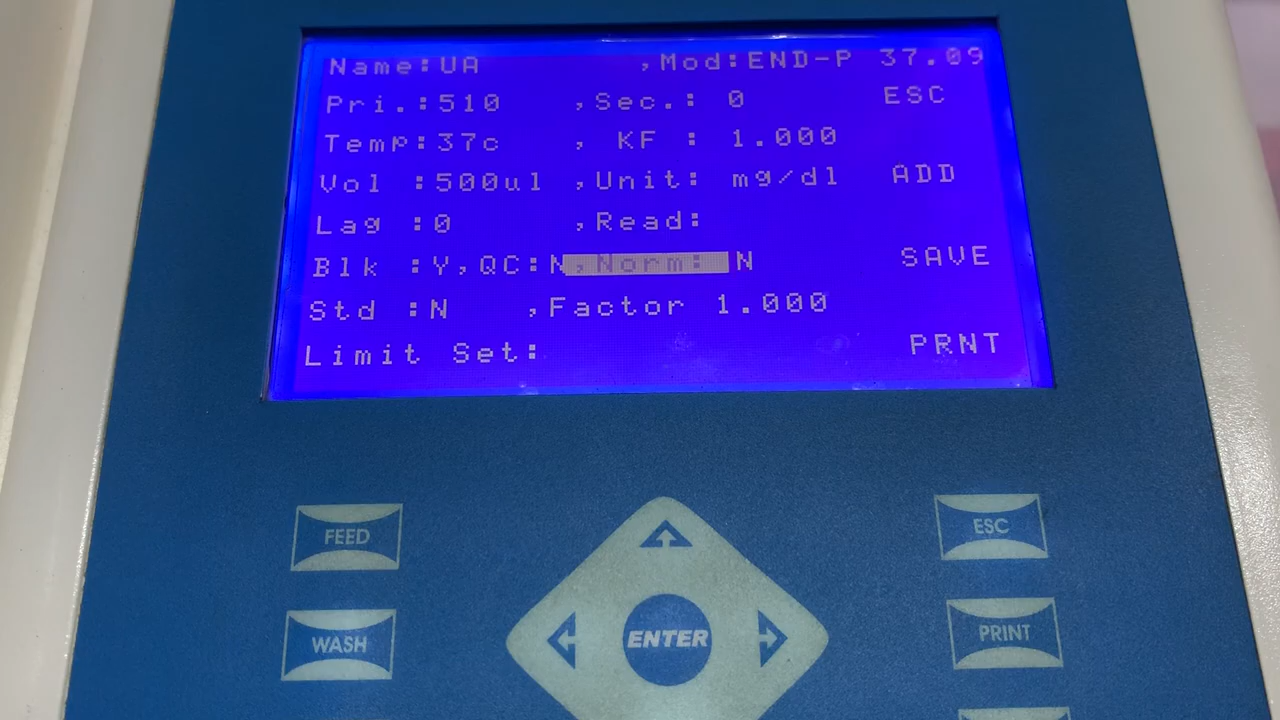 Name:UA ,Mod:END-P 37.09
Pri.:510 ,Sec.: 0 ESC
Temp:37c , KF : 1.000
Vol :500ul ,Unit: mg/dl ADD
Lag :0 ,Read:
Blk :Y,QC:N,Norm: N SAVE
Std :N ,Factor 1.000
Limit Set: PRNT
FEED
ESC
WASH
ENTER
PRINT